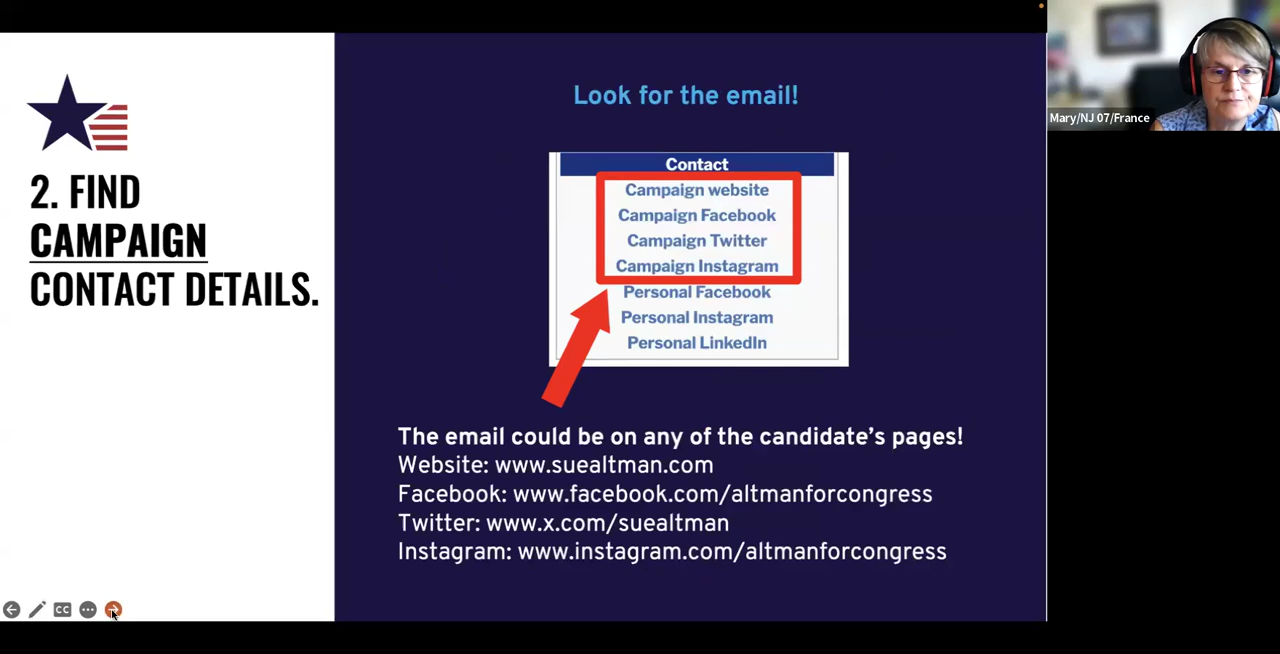 2. FIND
CAMPAIGN
CONTACT DETAILS.
Look for the email!
Contact
Campaign website
Campaign Facebook
Campaign Twitter
Campaign Instagram
Personal Facebook
Personal Instagram
Personal LinkedIn
The email could be on any of the candidate’s pages!
Website: www.suealtman.com
Facebook: www.facebook.com/altmanforcongress
Twitter: www.x.com/suealtman
Instagram: www.instagram.com/altmanforcongress
Mary/NJ 07/France
CC